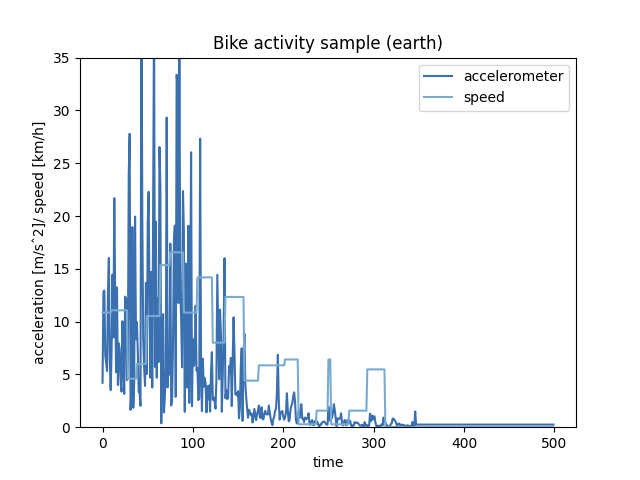 Bike activity sample (earth)
accelerometer
speed
35
30
25
20
15
10
5
0
acceleration [m/sˆ2]/ speed [km/h]
0 100 200 300 400 500
time